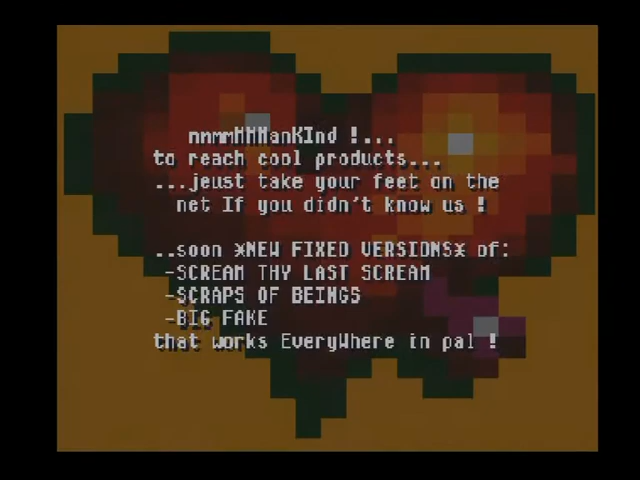 mmmmHHHanKInd !...
to reach cool products...
...jeust take your feet on the
net If you didn't know us !
..soon *NEW FIXED VERSIONS* of:
-SCREAM THY LAST SCREAM
-SCRAPS OF BEINGS
-BIG FAKE
that works EveryWhere in pal !